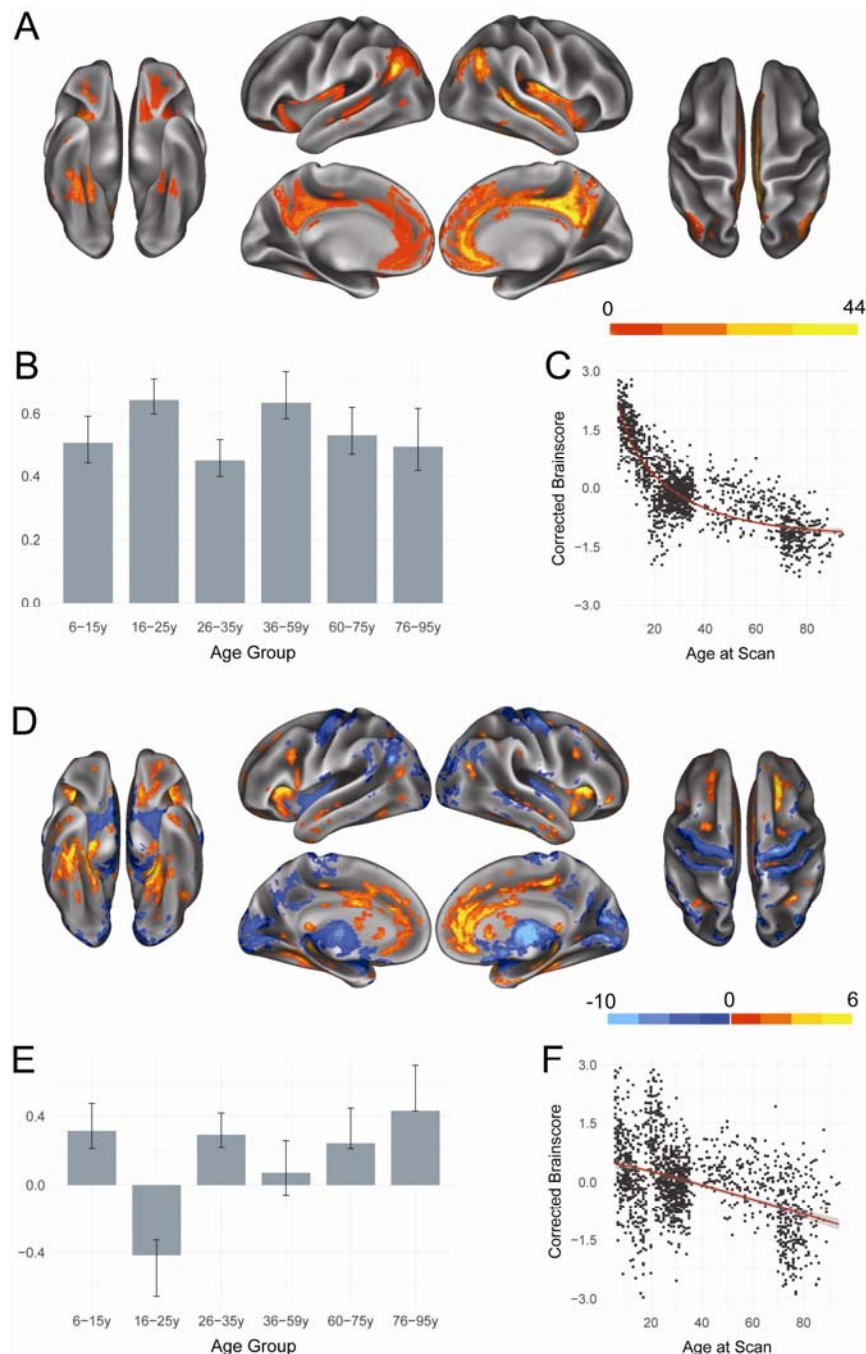 A
0 44
B
0.6
0.4
0.2
0.0
6−15y 16−25y 26−35y 36−59y 60−75y 76−95y
Age Group
C
Corrected Brainscore
3.0
1.5
0.0
−1.5
−3.0
20 40 60 80
Age at Scan
D
-10 0 6
E
0.4
0.0
−0.4
6−15y 16−25y 26−35y 36−59y 60−75y 76−95y
Age Group
F
Corrected Brainscore
3.0
1.5
0.0
−1.5
−3.0
20 40 60 80
Age at Scan